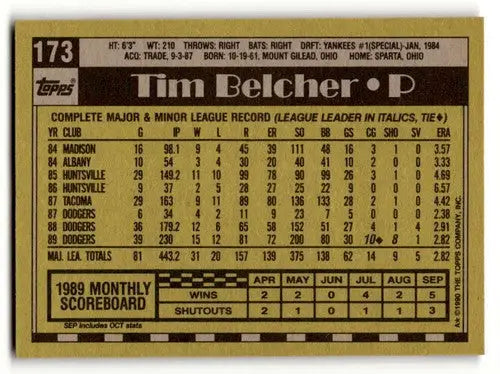 173
HT: 6'3" WT: 210 THROWS: RIGHT BATS: RIGHT DRFT: YANKEES #1(SPECIAL)-JAN, 1984
ACQ: TRADE, 9-3-87 BORN: 10-19-61, MOUNT GILEAD, OHIO HOME: SPARTA, OHIO
Topps
Tim Belcher • P
COMPLETE MAJOR & MINOR LEAGUE RECORD (LEAGUE LEADER IN ITALICS, TIE♦)
YR CLUB G IP W L R ER SO BB GS CG SHO SV ERA
84 MADISON 16 98.1 9 4 45 39 111 48 16 3 1 0 3.57
84 ALBANY 10 54 3 4 30 20 40 41 10 2 0 0 3.33
85 HUNTSVILLE 29 149.2 11 10 99 78 90 99 26 3 1 0 4.69
86 HUNTSVILLE 9 37 2 5 28 27 25 22 9 0 0 0 6.57
87 TACOMA 29 163 9 11 89 80 136 133 28 2 1 0 4.42
87 DODGERS 6 34 4 2 11 9 23 7 5 0 0 0 2.38
88 DODGERS 36 179.2 12 6 65 58 152 51 27 4 1 4 2.91
89 DODGERS 39 230 15 12 81 72 200 80 30 10♦ 8 1 2.82
MAJ. LEA. TOTALS 81 443.2 31 20 157 139 375 138 62 14 9 5 2.82
1989 MONTHLY SCOREBOARD
APR MAY JUN JUL AUG SEP
WINS 2 2 0 4 2 5
SHUTOUTS 2 1 0 1 1 3
SEP includes OCT stats
A* ©1990 THE TOPPS COMPANY, INC.